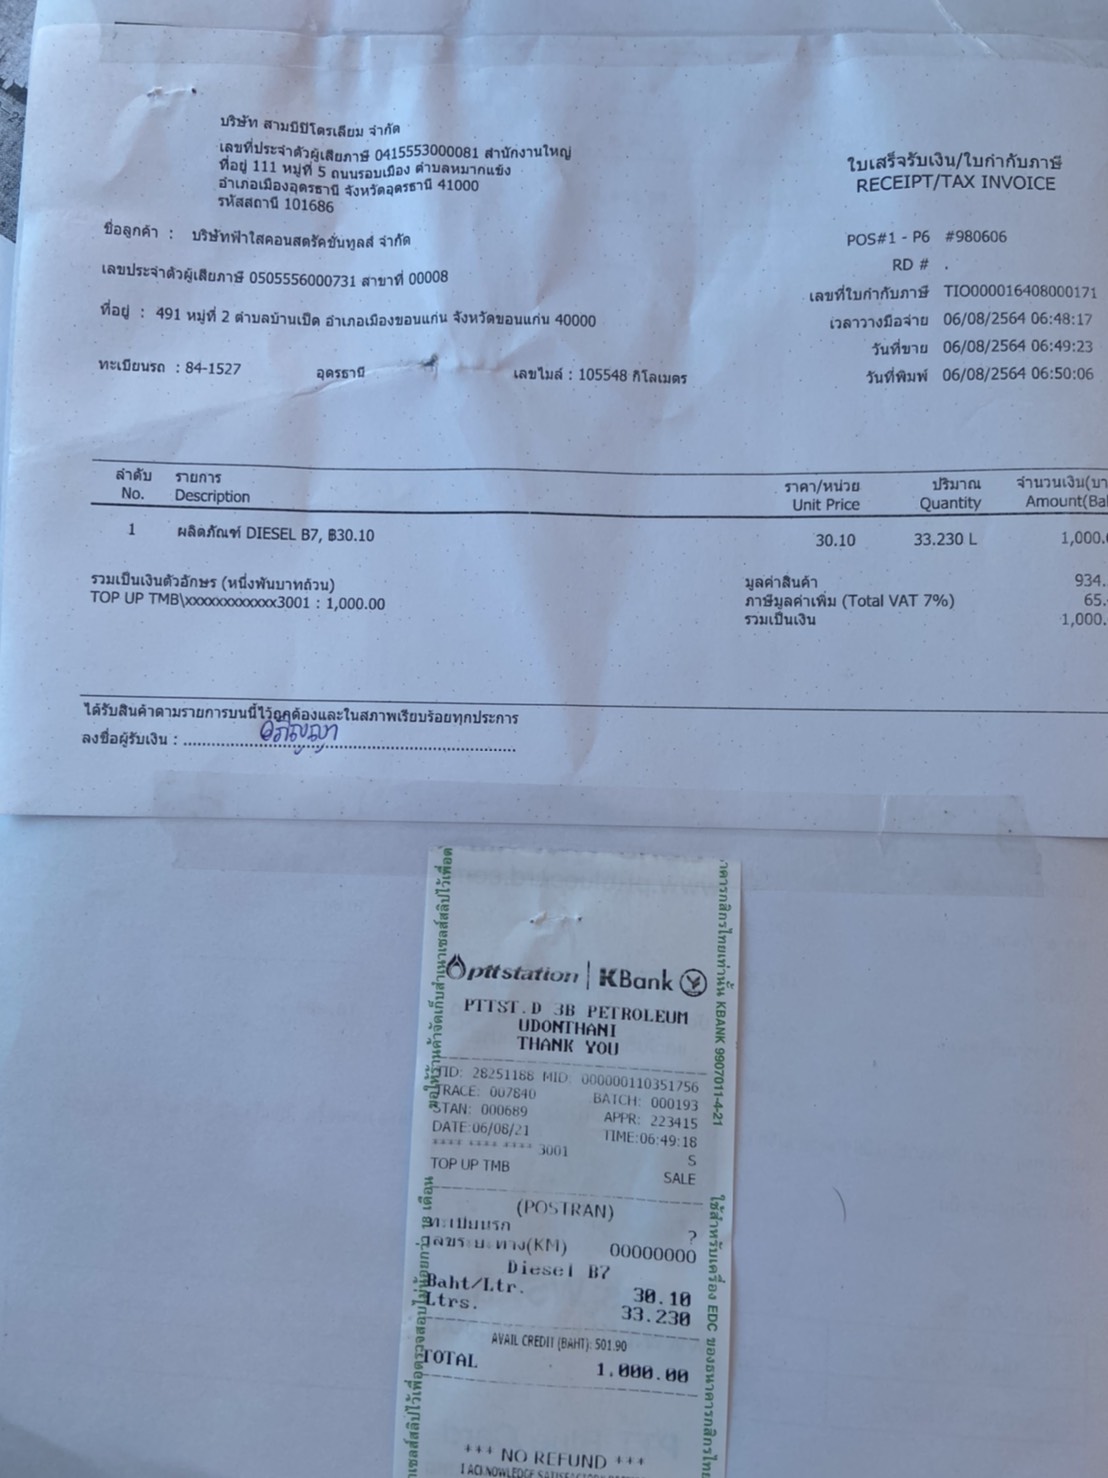 บริษัท สามบีปิโตรเลียม จำกัด
เลขที่ประจำตัวผู้เสียภาษี 0415553000081 สำนักงานใหญ่
ที่อยู่ 111 หมู่ที่ 5 ถนนรอบเมือง ตำบลหมากแข้ง
อำเภอเมืองอุดรธานี จังหวัดอุดรธานี 41000
รหัสสถานี 101686
ใบเสร็จรับเงิน/ใบกำกับภาษี
RECEIPT/TAX INVOICE
ชื่อลูกค้า : บริษัทฟ้าใสคอนสตรัคชั่นทูลส์ จำกัด
เลขประจำตัวผู้เสียภาษี 0505556000731 สาขาที่ 00008
ที่อยู่ : 491 หมู่ที่ 2 ตำบลบ้านเป็ด อำเภอเมืองขอนแก่น จังหวัดขอนแก่น 40000
ทะเบียนรถ : 84-1527 อุดรธานี เลขไมล์ : 105548 กิโลเมตร
POS#1 - P6 #980606
RD # .
เลขที่ใบกำกับภาษี TIO000016408000171
เวลาวางมือจ่าย 06/08/2564 06:48:17
วันที่ขาย 06/08/2564 06:49:23
วันที่พิมพ์ 06/08/2564 06:50:06
ลำดับ รายการ ราคา/หน่วย ปริมาณ จำนวนเงิน(บา
No. Description Unit Price Quantity Amount(Ba
1 ผลิตภัณฑ์ DIESEL B7, ฿30.10 30.10 33.230 L 1,000.
รวมเป็นเงินตัวอักษร (หนึ่งพันบาทถ้วน)
TOP UP TMB\xxxxxxxxxxxx3001 : 1,000.00
มูลค่าสินค้า 934.
ภาษีมูลค่าเพิ่ม (Total VAT 7%) 65.
รวมเป็นเงิน 1,000.
ได้รับสินค้าตามรายการบนนี้ไว้ถูกต้องและในสภาพเรียบร้อยทุกประการ
ลงชื่อผู้รับเงิน : อภิญญา
pttstation | KBank
PTTST.D 3B PETROLEUM
UDONTHANI
THANK YOU
TID: 28251188 MID: 000000110351756
TRACE: 007840 BATCH: 000193
STAN: 000689 APPR: 223415
DATE:06/08/21 TIME:06:49:18
**** **** **** 3001 S
TOP UP TMB SALE
(POSTRAN)
ทะเบียนรถ ?
เลขระยะทาง(KM) 00000000
Diesel B7
Baht/Ltr. 30.10
Ltrs. 33.230
AVAIL CREDIT (BAHT): 501.90
TOTAL 1,000.00
*** NO REFUND ***
I ACKNOWLEDGE
าคารกสิกรไทยเท่านั้น KBANK 9907011-4-21
ใช้สำหรับเครื่อง EDC ของธนาคารกสิกรไทย